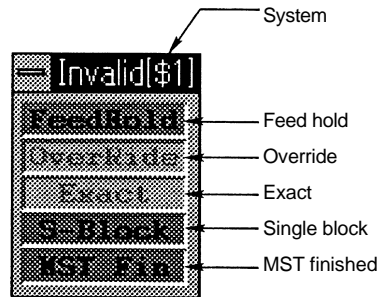 System
Invalid($1)
FeedHold
Feed hold
OverRide
Override
Exact
Exact
S-Block
Single block
MST Fin
MST finished